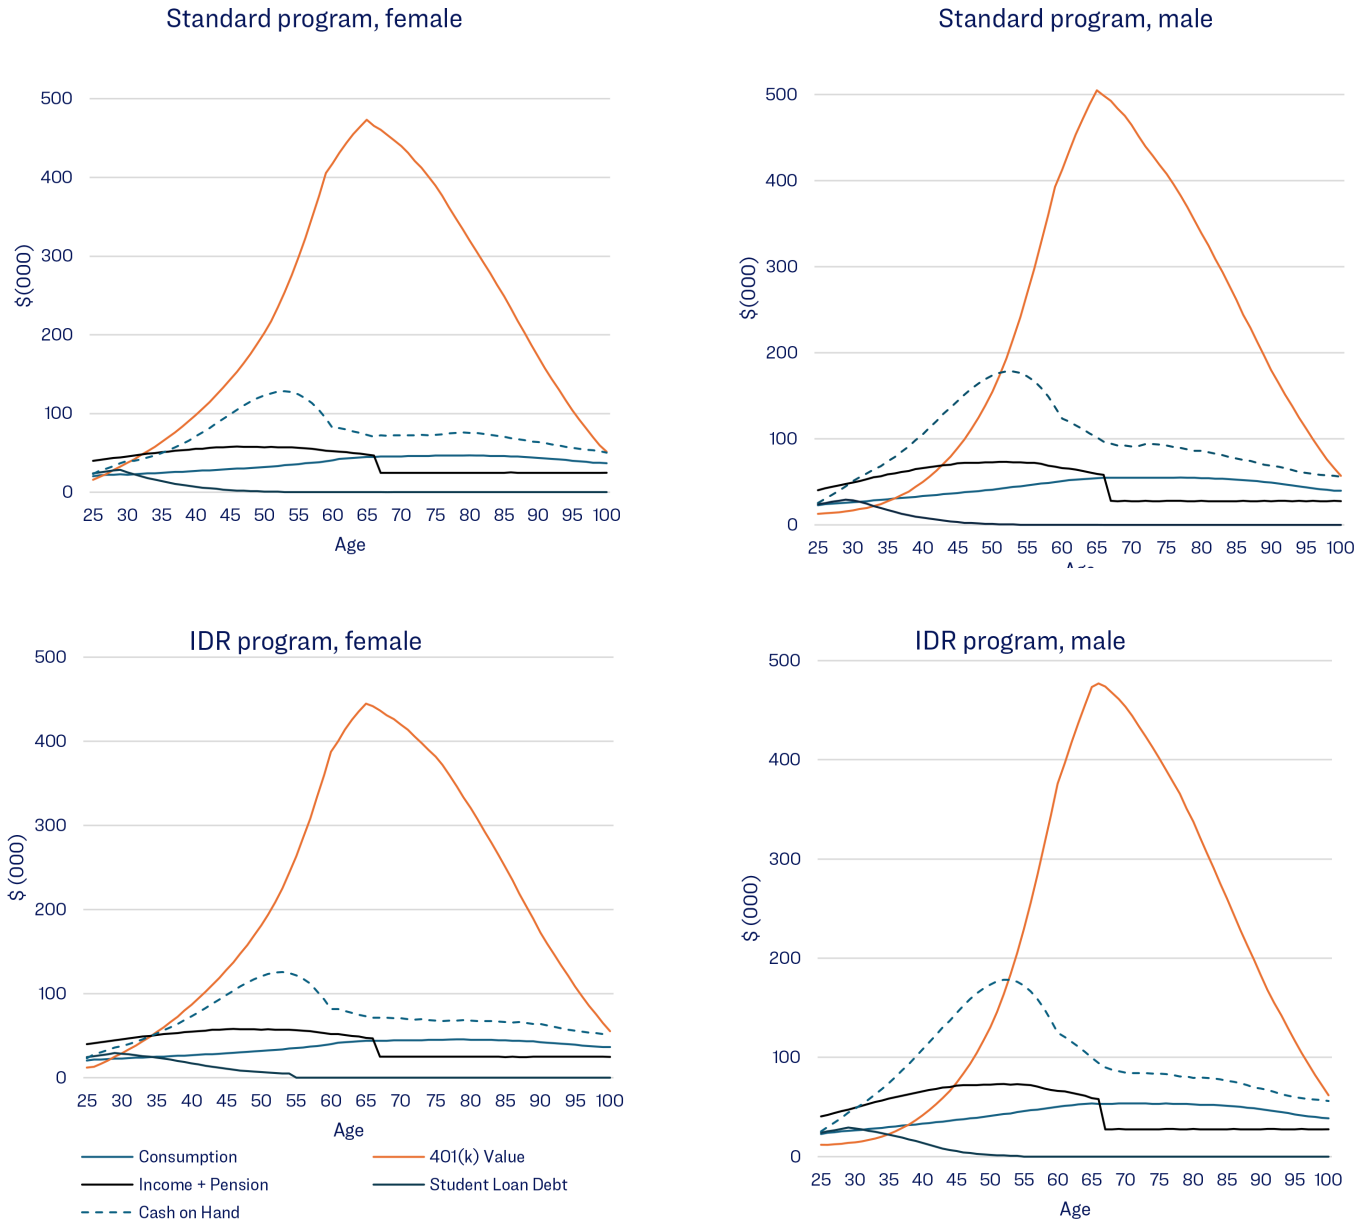 Standard program, female
500
400
300
200
100
0
$(000)
25 30 35 40 45 50 55 60 65 70 75 80 85 90 95 100
Age
Standard program, male
500
400
300
200
100
0
$(000)
25 30 35 40 45 50 55 60 65 70 75 80 85 90 95 100
Age
IDR program, female
500
400
300
200
100
0
$ (000)
25 30 35 40 45 50 55 60 65 70 75 80 85 90 95 100
Age
IDR program, male
500
400
300
200
100
0
$ (000)
25 30 35 40 45 50 55 60 65 70 75 80 85 90 95 100
Age
Consumption
401(k) Value
Income + Pension
Student Loan Debt
Cash on Hand